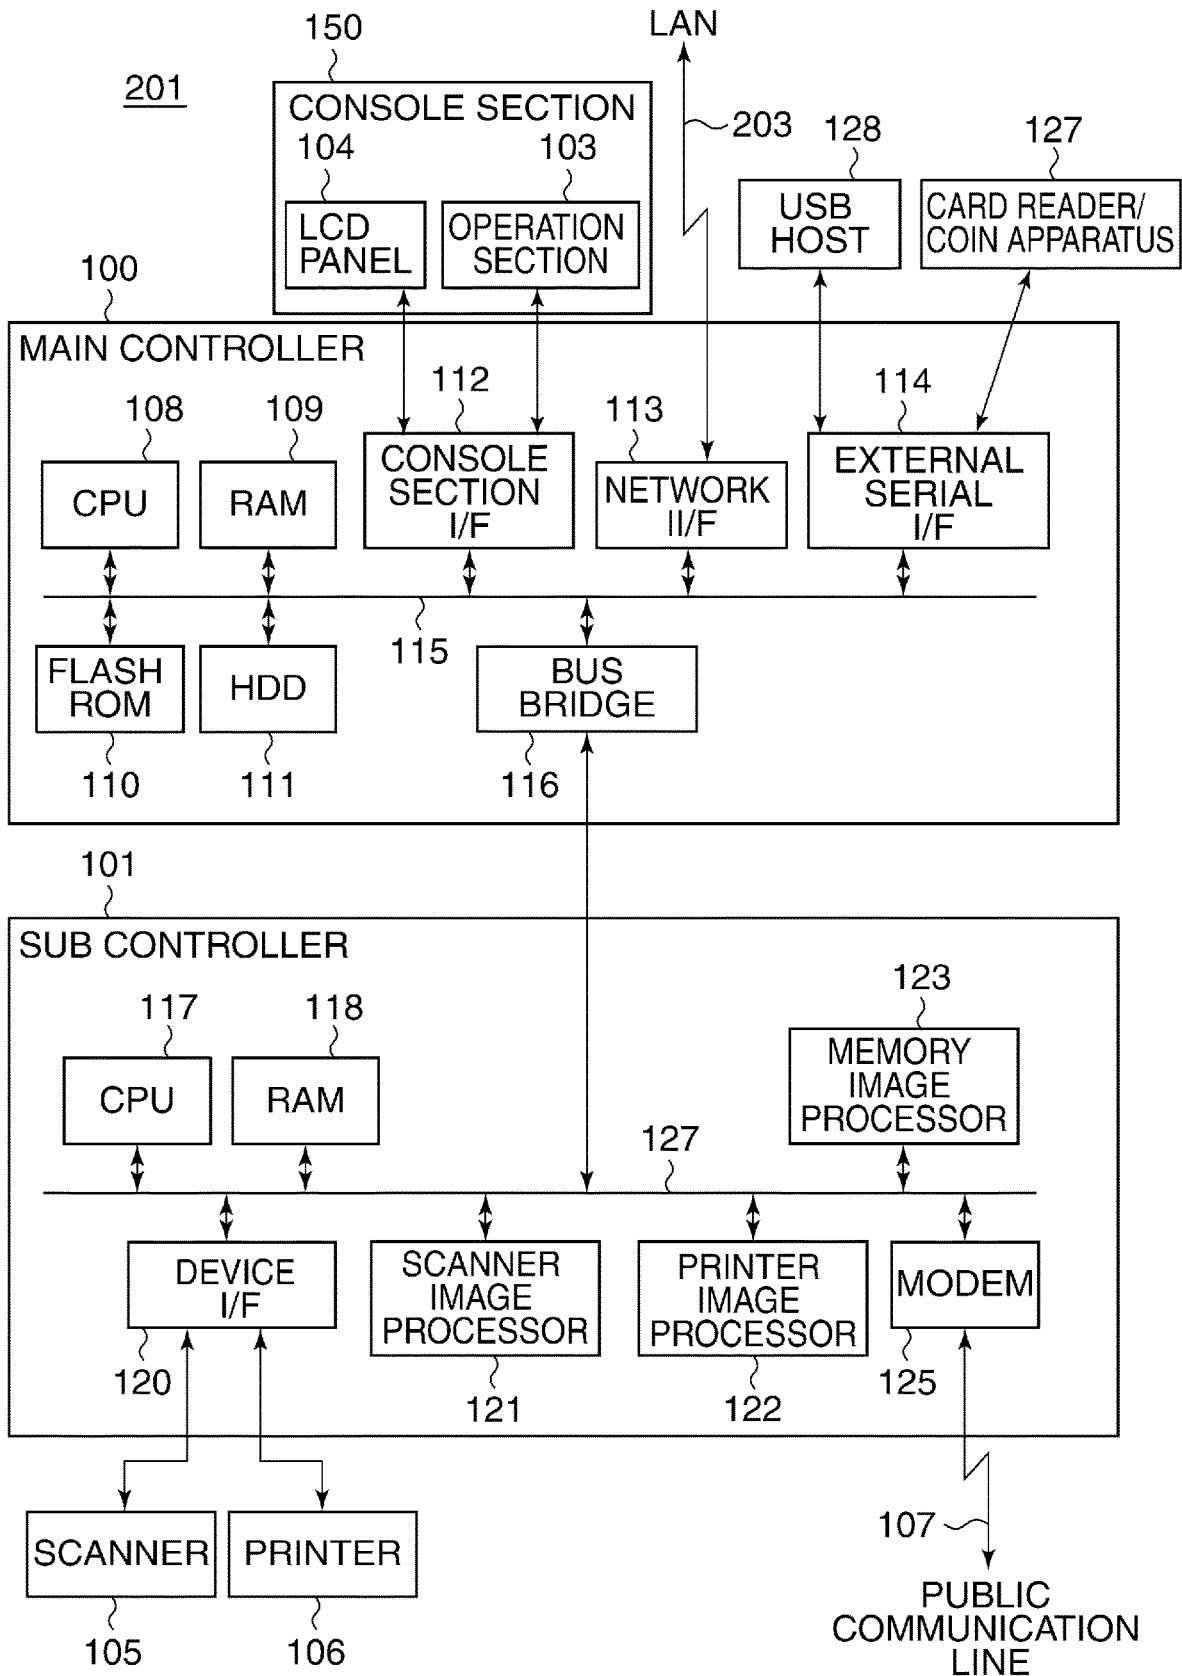 150
LAN
201
CONSOLE SECTION
104
103
203
128
127
LCD
PANEL
OPERATION
SECTION
USB
HOST
CARD READER/
COIN APPARATUS
100
MAIN CONTROLLER
108
109
112
113
114
CPU
RAM
CONSOLE
SECTION
I/F
NETWORK
II/F
EXTERNAL
SERIAL
I/F
115
FLASH
ROM
HDD
BUS
BRIDGE
110
111
116
101
SUB CONTROLLER
117
118
123
CPU
RAM
MEMORY
IMAGE
PROCESSOR
127
DEVICE
I/F
SCANNER
IMAGE
PROCESSOR
PRINTER
IMAGE
PROCESSOR
MODEM
120
121
122
125
SCANNER
PRINTER
107
105
106
PUBLIC
COMMUNICATION
LINE